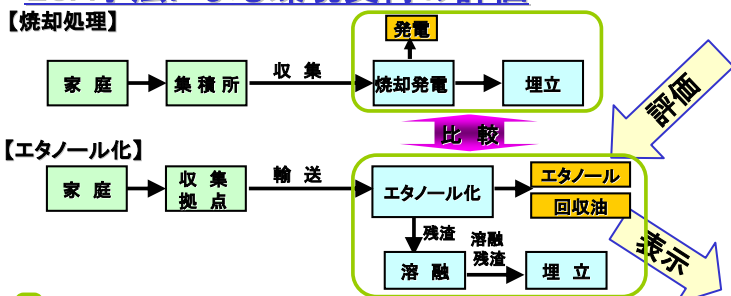 【焼却処理】
発電
家 庭
集 積 所
収 集
焼却発電
埋立
比 較
評価
【エタノール化】
家 庭
収 集
拠 点
輸 送
エタノール化
エタノール
回収油
残渣
溶融
残渣
溶 融
埋 立
表示